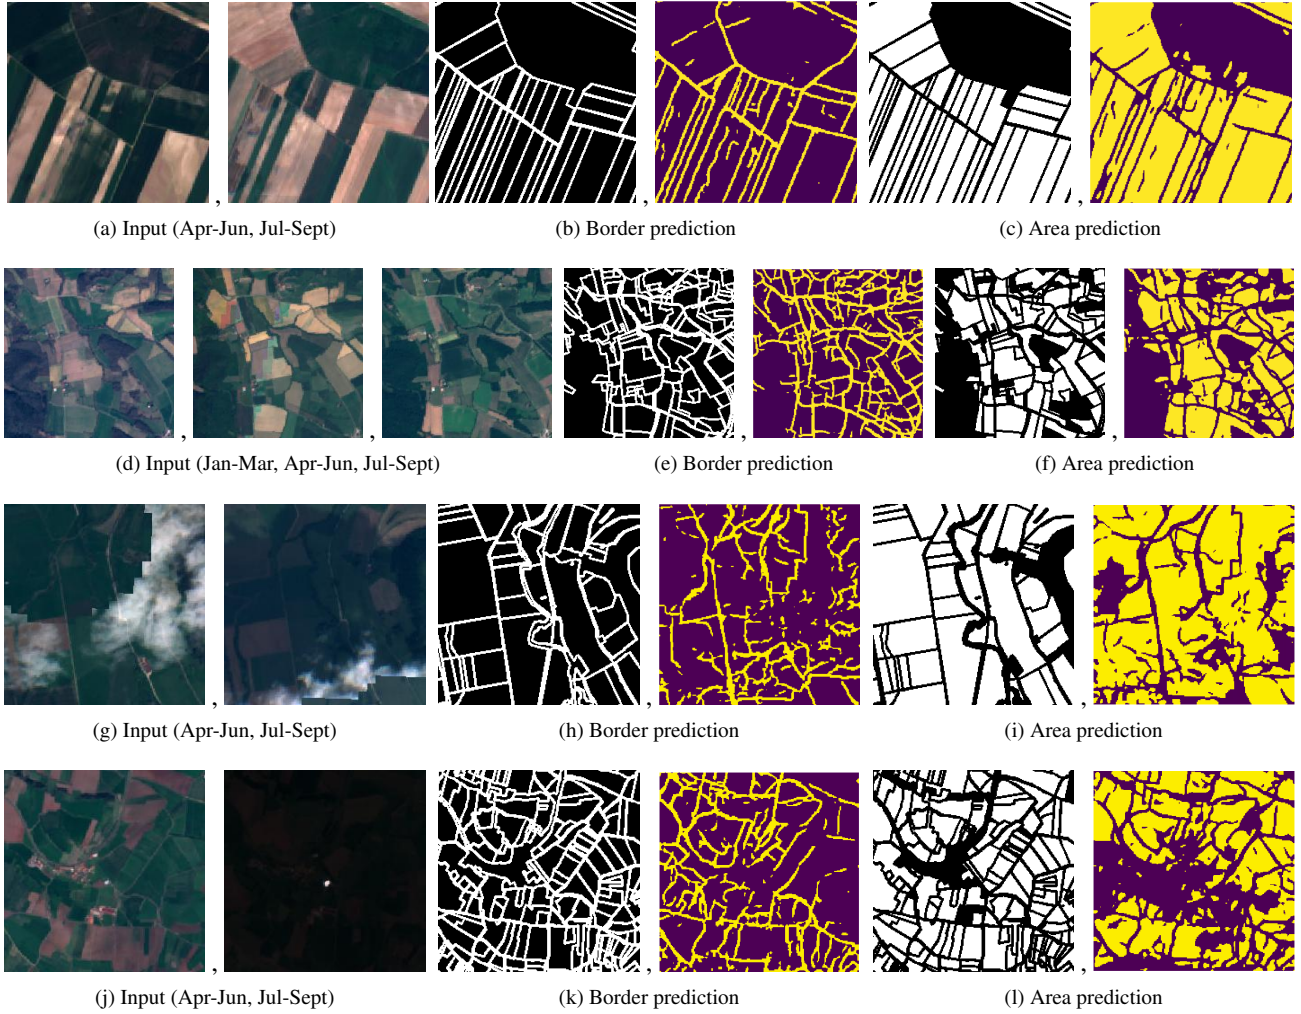 , , ,
(a) Input (Apr-Jun, Jul-Sept) (b) Border prediction (c) Area prediction
, , , ,
(d) Input (Jan-Mar, Apr-Jun, Jul-Sept) (e) Border prediction (f) Area prediction
, , ,
(g) Input (Apr-Jun, Jul-Sept) (h) Border prediction (i) Area prediction
, , ,
(j) Input (Apr-Jun, Jul-Sept) (k) Border prediction (l) Area prediction